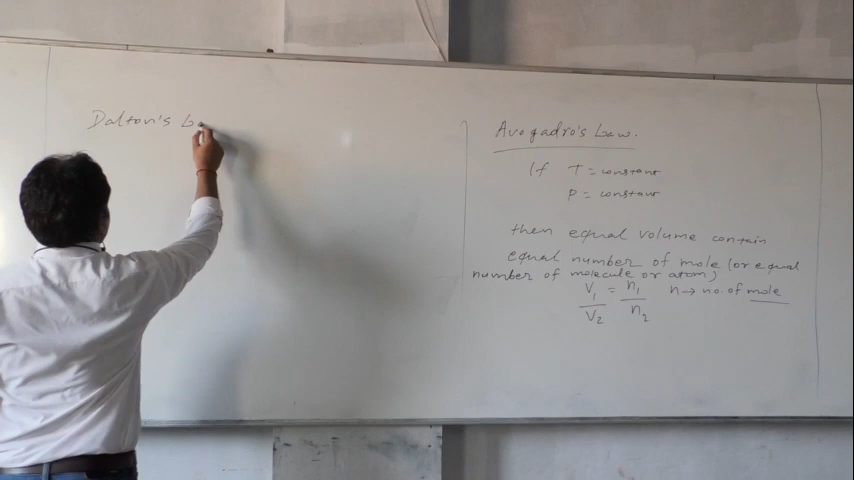 Dalton's La
Avogadro's Law.
If T = constant
P = constant
then equal volume contain
equal number of mole (or equal
number of molecule or atom)
V₁/V₂ = n₁/n₂ n → no. of mole